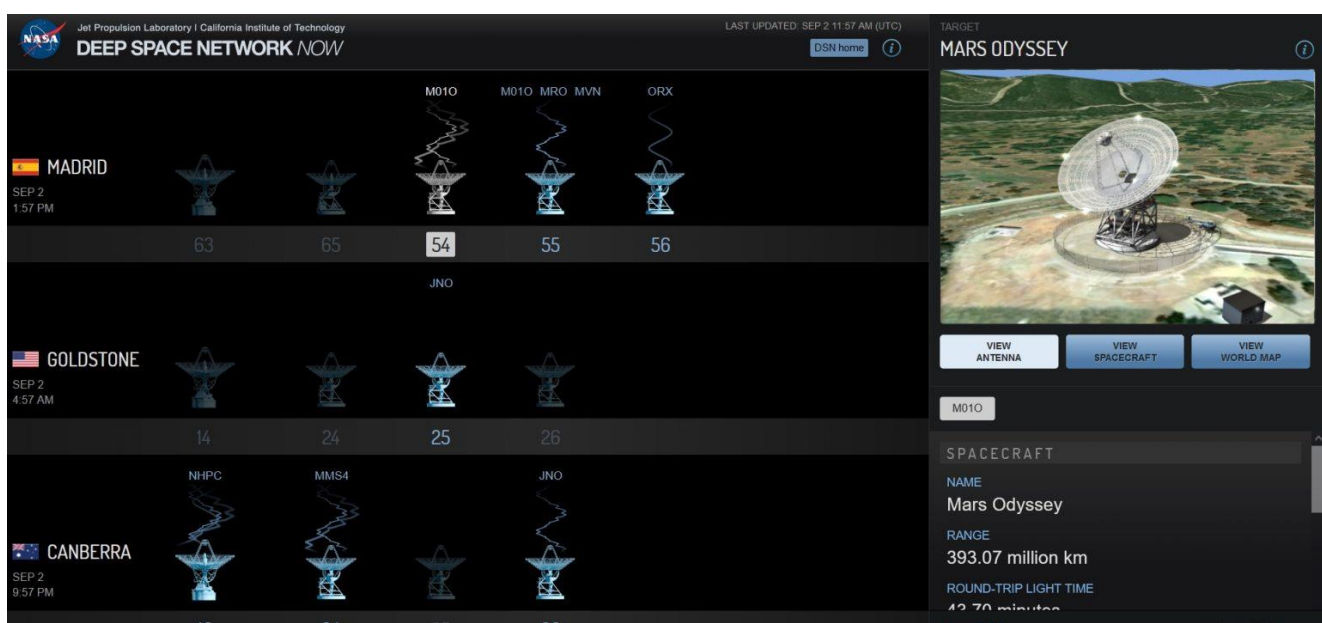 NASA
Jet Propulsion Laboratory | California Institute of Technology
DEEP SPACE NETWORK NOW
LAST UPDATED: SEP 2 11:57 AM (UTC)
DSN home
i
M01O
M01O MRO MVN
ORX
MADRID
SEP 2
1:57 PM
63
65
54
55
56
JNO
GOLDSTONE
SEP 2
4:57 AM
14
24
25
26
NHPC
MMS4
JNO
CANBERRA
SEP 2
9:57 PM
TARGET
MARS ODYSSEY
i
VIEW
ANTENNA
VIEW
SPACECRAFT
VIEW
WORLD MAP
M01O
SPACECRAFT
NAME
Mars Odyssey
RANGE
393.07 million km
ROUND-TRIP LIGHT TIME
43.70 minutes